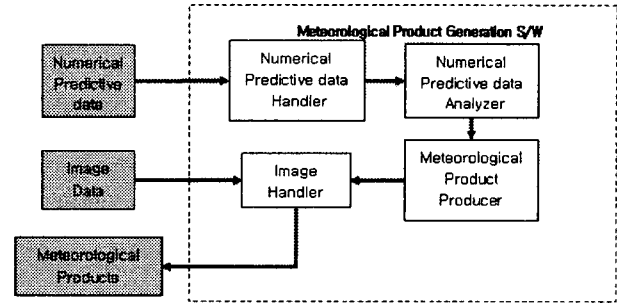 Meteorological Product Generation S/W
Numerical
Predictive
data
Numerical
Predictive data
Handler
Numerical
Predictive data
Analyzer
Image
Data
Image
Handler
Meteorological
Product
Producer
Meteorological
Products